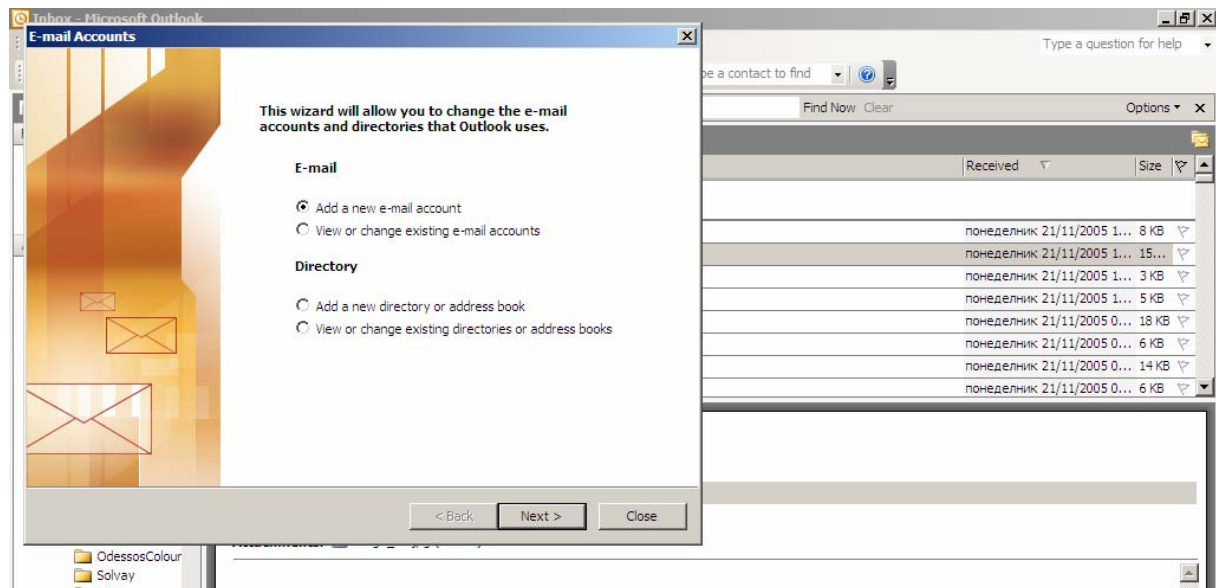 Inbox - Microsoft Outlook
E-mail Accounts
Type a question for help
a contact to find
This wizard will allow you to change the e-mail
accounts and directories that Outlook uses.
Find Now Clear
Options
E-mail
Received
Size
Add a new e-mail account
View or change existing e-mail accounts
понеделник 21/11/2005 1... 8 KB
понеделник 21/11/2005 1... 15...
Directory
понеделник 21/11/2005 1... 3 KB
понеделник 21/11/2005 1... 5 KB
Add a new directory or address book
понеделник 21/11/2005 0... 18 KB
View or change existing directories or address books
понеделник 21/11/2005 0... 6 KB
понеделник 21/11/2005 0... 14 KB
понеделник 21/11/2005 0... 6 KB
< Back
Next >
Close
OdessosColour
Solvay